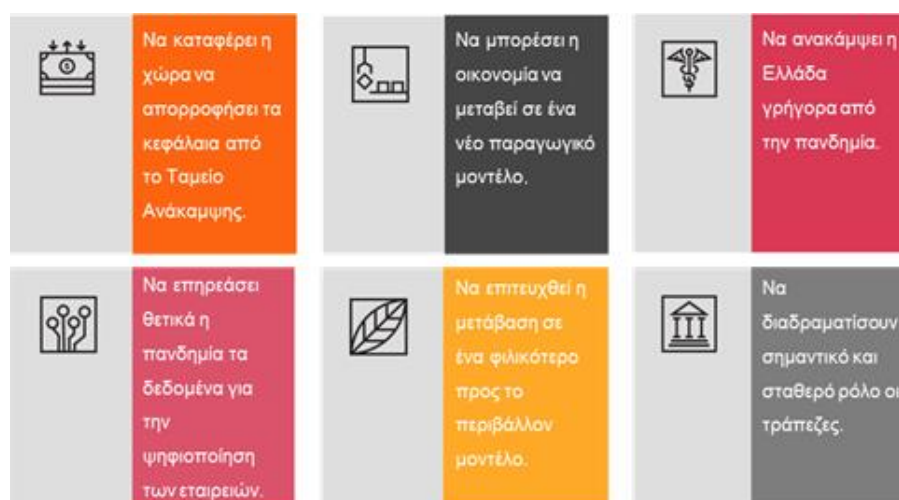 Να καταφέρει η
χώρα να
απορροφήσει τα
κεφάλαια από
το Ταμείο
Ανάκαμψης.
Να μπορέσει η
οικονομία να
μεταβεί σε ένα
νέο παραγωγικό
μοντέλο.
Να ανακάμψει η
Ελλάδα
γρήγορα από
την πανδημία.
Να επηρεάσει
θετικά η
πανδημία τα
δεδομένα για
την
ψηφιοποίηση
των εταιρειών.
Να επιτευχθεί η
μετάβαση σε
ένα φιλικότερο
προς το
περιβάλλον
μοντέλο.
Να
διαδραματίσουν
σημαντικό και
σταθερό ρόλο οι
τράπεζες.